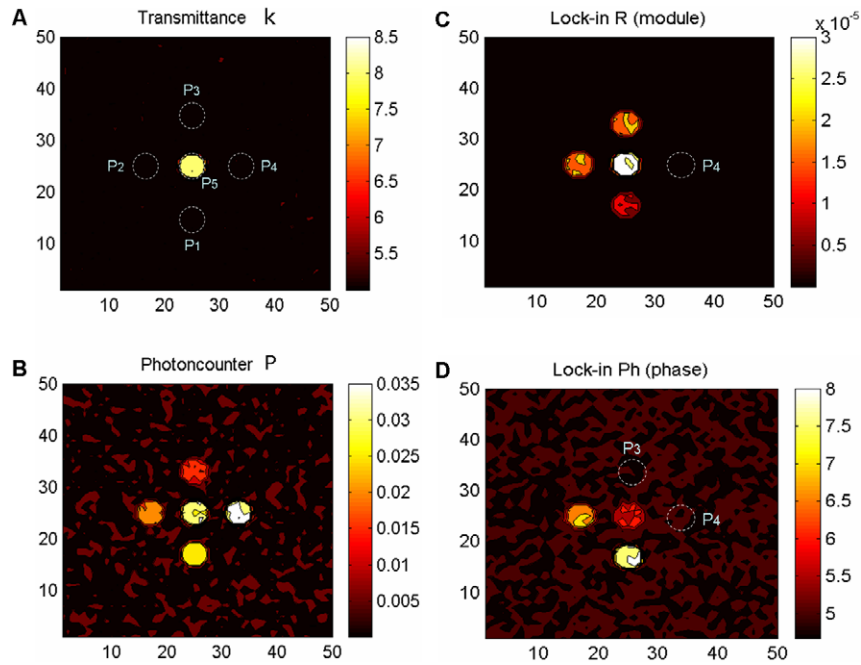 A
Transmittance k
50
40
30
20
10
10 20 30 40 50
P3
P2
P4
P5
P1
8.5
8
7.5
7
6.5
6
5.5
C
Lock-in R (module)
x 10^-5
50
40
30
20
10
10 20 30 40 50
P4
3
2.5
2
1.5
1
0.5
B
Photoncounter P
50
40
30
20
10
10 20 30 40 50
0.035
0.03
0.025
0.02
0.015
0.01
0.005
D
Lock-in Ph (phase)
50
40
30
20
10
10 20 30 40 50
P3
P4
8
7.5
7
6.5
6
5.5
5